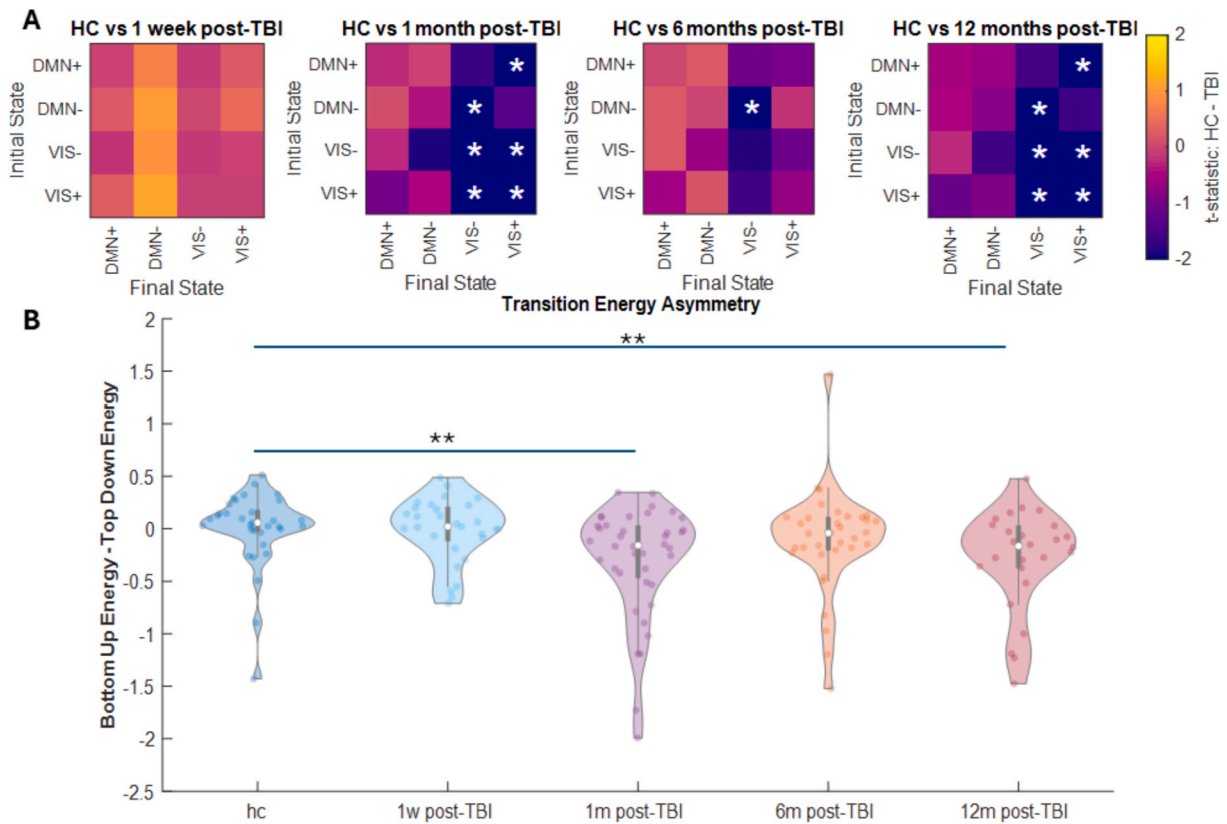 A
HC vs 1 week post-TBI
HC vs 1 month post-TBI
HC vs 6 months post-TBI
HC vs 12 months post-TBI
Initial State
DMN+
DMN-
VIS-
VIS+
DMN+
DMN-
VIS-
VIS+
Final State
Initial State
DMN+
DMN-
VIS-
VIS+
*
*
* *
* *
DMN+
DMN-
VIS-
VIS+
Final State
Initial State
DMN+
DMN-
VIS-
VIS+
*
DMN+
DMN-
VIS-
VIS+
Final State
Initial State
DMN+
DMN-
VIS-
VIS+
*
*
* *
* *
DMN+
DMN-
VIS-
VIS+
Final State
2
1
0
-1
-2
t-statistic: HC - TBI
B
Transition Energy Asymmetry
Bottom Up Energy - Top Down Energy
2
1.5
1
0.5
0
-0.5
-1
-1.5
-2
-2.5
**
**
hc
1w post-TBI
1m post-TBI
6m post-TBI
12m post-TBI